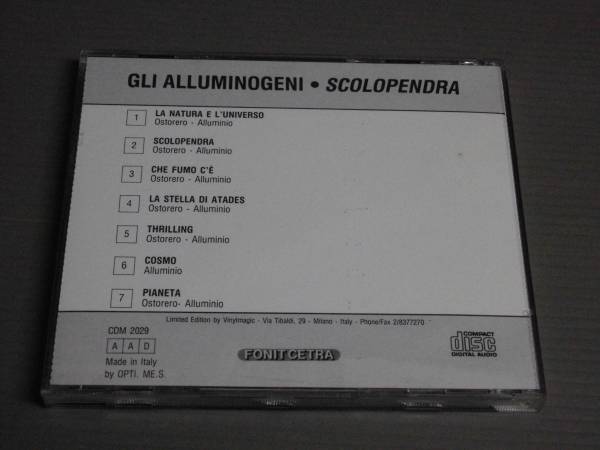 GLI ALLUMINOGENI • SCOLOPENDRA
1 LA NATURA E L'UNIVERSO
Ostorero - Alluminio
2 SCOLOPENDRA
Ostorero - Alluminio
3 CHE FUMO C'È
Ostorero - Alluminio
4 LA STELLA DI ATADES
Ostorero - Alluminio
5 THRILLING
Ostorero - Alluminio
6 COSMO
Alluminio
7 PIANETA
Ostorero- Alluminio
Limited Edition by Vinylmagic - Via Tibaldi, 29 - Milano - Italy - Phone/Fax 2/8377270
CDM 2029
A A D
Made in Italy
by OPTI. ME.S.
FONIT CETRA
COMPACT
disc
DIGITAL AUDIO